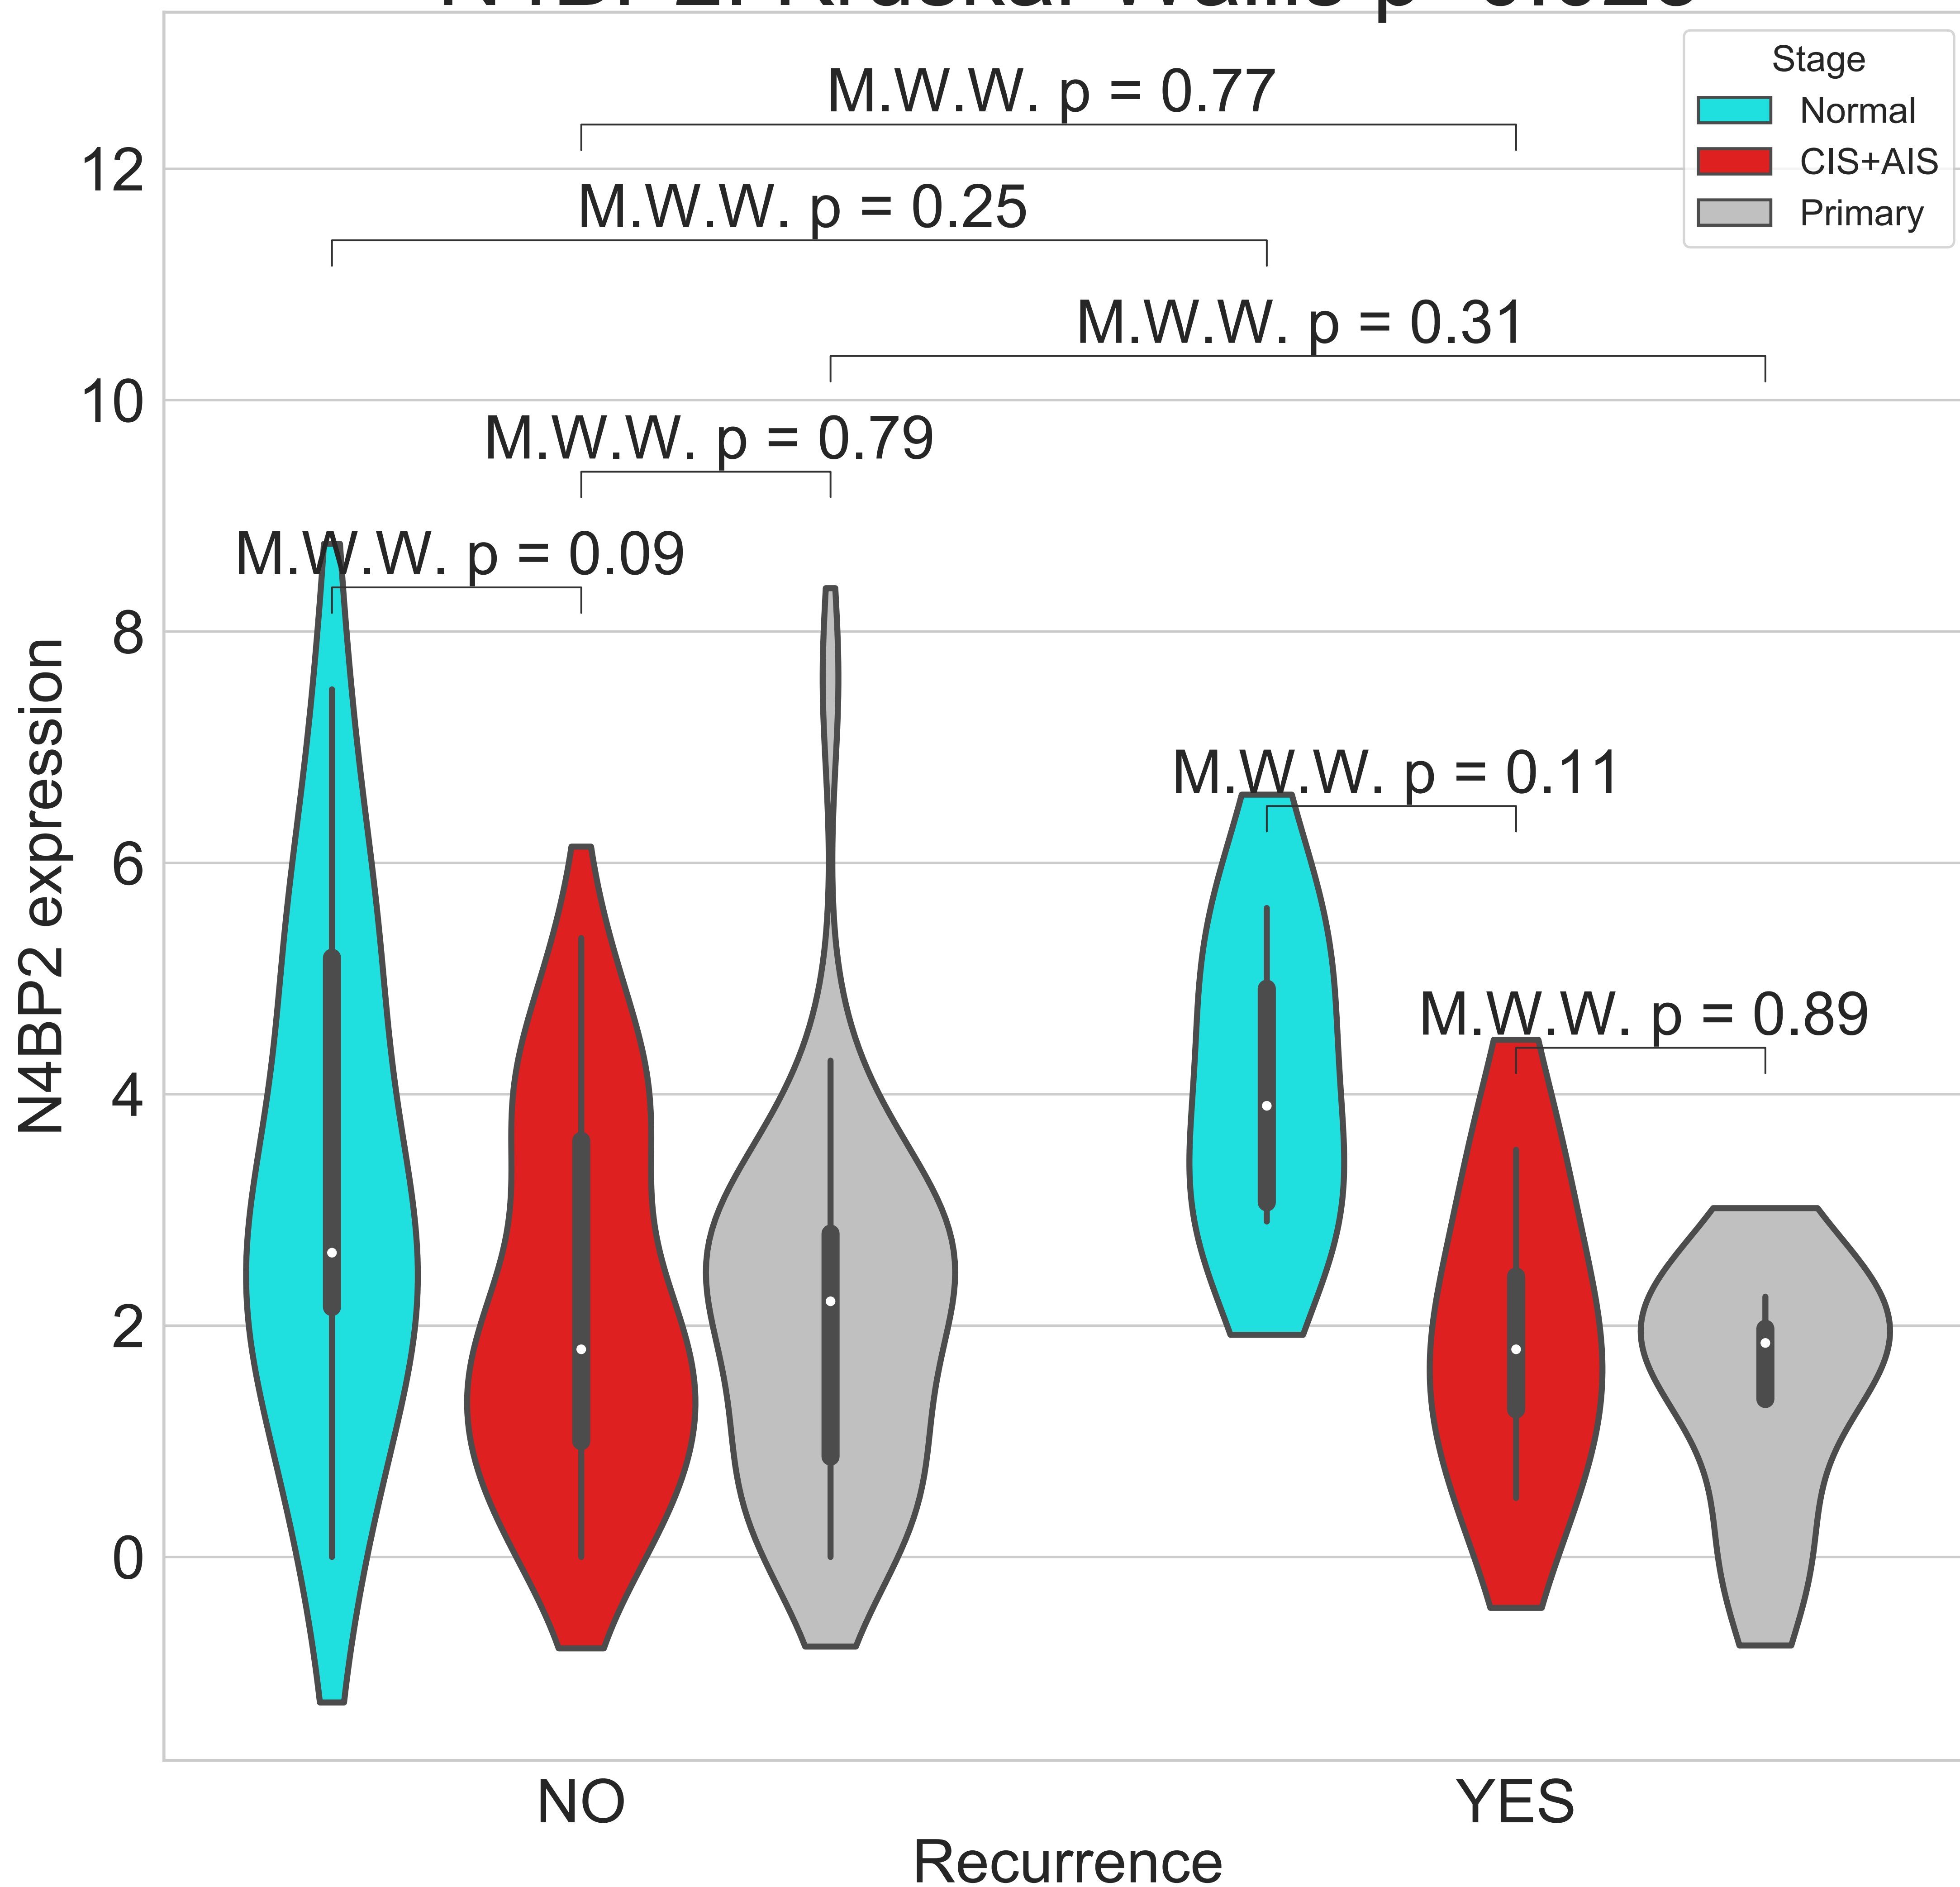 M.W.W. p = 0.77
Stage
Normal
CIS+AIS
Primary
12
M.W.W. p = 0.25
M.W.W. p = 0.31
10
M.W.W. p = 0.79
M.W.W. p = 0.09
8
M.W.W. p = 0.11
6
M.W.W. p = 0.89
4
2
0
N4BP2 expression
NO
YES
Recurrence